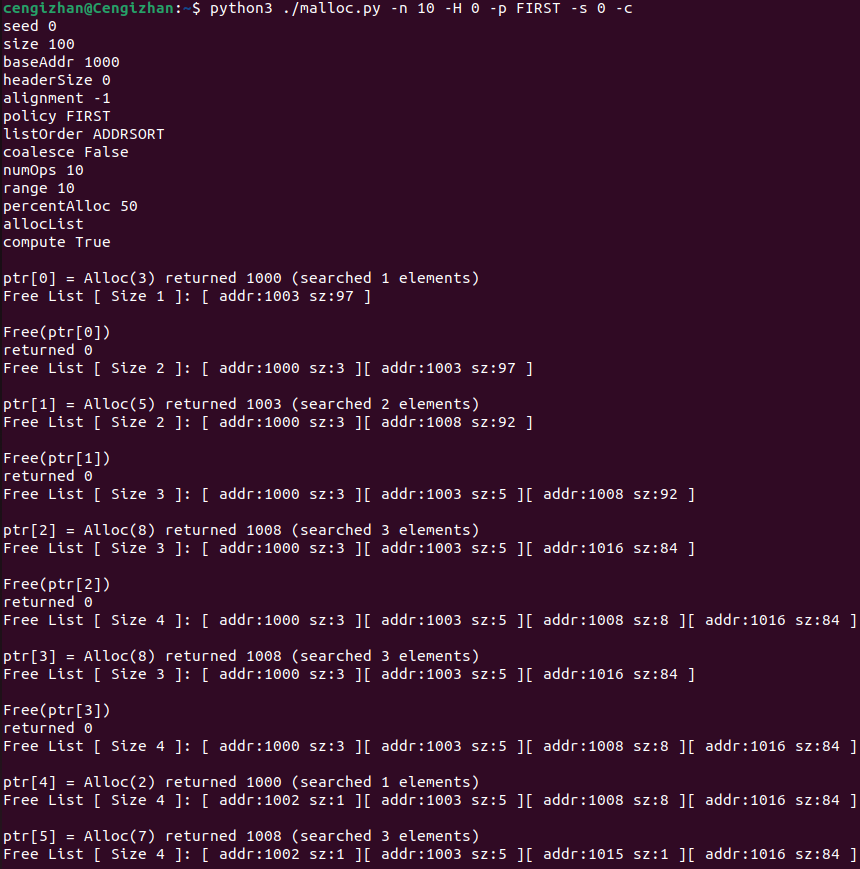 cengizhan@Cengizhan:~$ python3 ./malloc.py -n 10 -H 0 -p FIRST -s 0 -c
seed 0
size 100
baseAddr 1000
headerSize 0
alignment -1
policy FIRST
listOrder ADDRSORT
coalesce False
numOps 10
range 10
percentAlloc 50
allocList
compute True
ptr[0] = Alloc(3) returned 1000 (searched 1 elements)
Free List [ Size 1 ]: [ addr:1003 sz:97 ]
Free(ptr[0])
returned 0
Free List [ Size 2 ]: [ addr:1000 sz:3 ][ addr:1003 sz:97 ]
ptr[1] = Alloc(5) returned 1003 (searched 2 elements)
Free List [ Size 2 ]: [ addr:1000 sz:3 ][ addr:1008 sz:92 ]
Free(ptr[1])
returned 0
Free List [ Size 3 ]: [ addr:1000 sz:3 ][ addr:1003 sz:5 ][ addr:1008 sz:92 ]
ptr[2] = Alloc(8) returned 1008 (searched 3 elements)
Free List [ Size 3 ]: [ addr:1000 sz:3 ][ addr:1003 sz:5 ][ addr:1016 sz:84 ]
Free(ptr[2])
returned 0
Free List [ Size 4 ]: [ addr:1000 sz:3 ][ addr:1003 sz:5 ][ addr:1008 sz:8 ][ addr:1016 sz:84 ]
ptr[3] = Alloc(8) returned 1008 (searched 3 elements)
Free List [ Size 3 ]: [ addr:1000 sz:3 ][ addr:1003 sz:5 ][ addr:1016 sz:84 ]
Free(ptr[3])
returned 0
Free List [ Size 4 ]: [ addr:1000 sz:3 ][ addr:1003 sz:5 ][ addr:1008 sz:8 ][ addr:1016 sz:84 ]
ptr[4] = Alloc(2) returned 1000 (searched 1 elements)
Free List [ Size 4 ]: [ addr:1002 sz:1 ][ addr:1003 sz:5 ][ addr:1008 sz:8 ][ addr:1016 sz:84 ]
ptr[5] = Alloc(7) returned 1008 (searched 3 elements)
Free List [ Size 4 ]: [ addr:1002 sz:1 ][ addr:1003 sz:5 ][ addr:1015 sz:1 ][ addr:1016 sz:84 ]